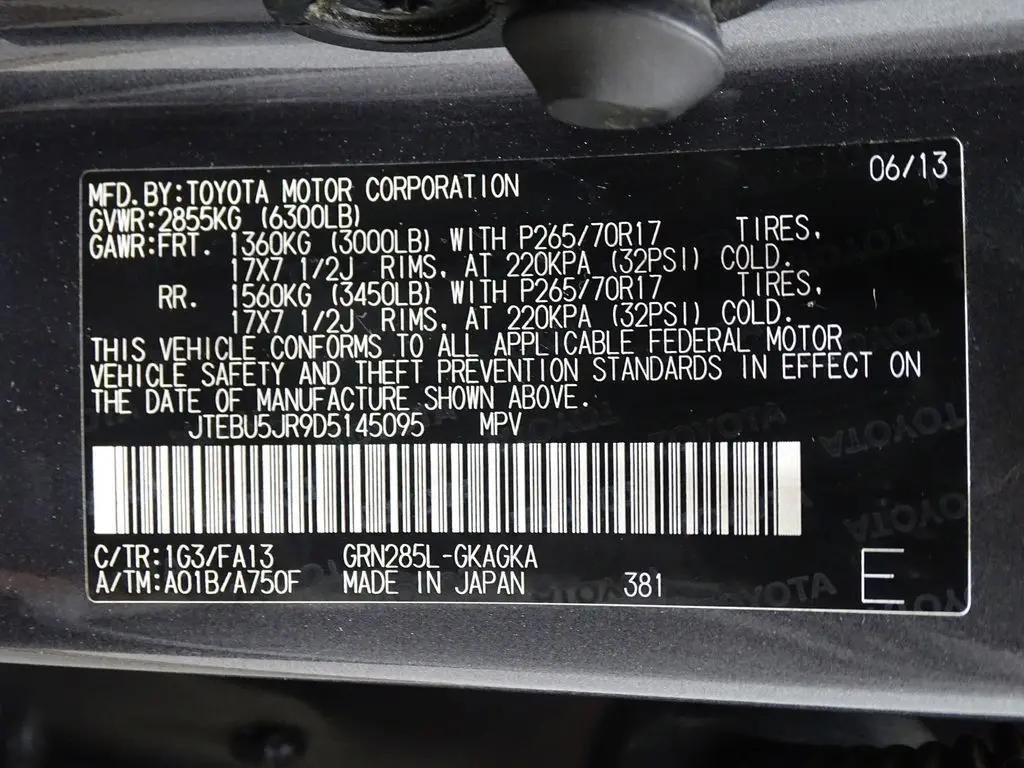 06/13
MFD. BY: TOYOTA MOTOR CORPORATION
GVWR: 2855KG (6300LB)
GAWR: FRT. 1360KG (3000LB) WITH P265/70R17 TIRES,
17X7 1/2J RIMS, AT 220KPA (32PSI) COLD.
RR. 1560KG (3450LB) WITH P265/70R17 TIRES,
17X7 1/2J RIMS, AT 220KPA (32PSI) COLD.
THIS VEHICLE CONFORMS TO ALL APPLICABLE FEDERAL MOTOR
VEHICLE SAFETY AND THEFT PREVENTION STANDARDS IN EFFECT ON
THE DATE OF MANUFACTURE SHOWN ABOVE.
JTEBU5JR9D5145095 MPV
C/TR: 1G3/FA13 GRN285L-GKAGKA
A/TM: A01B/A750F MADE IN JAPAN 381 E